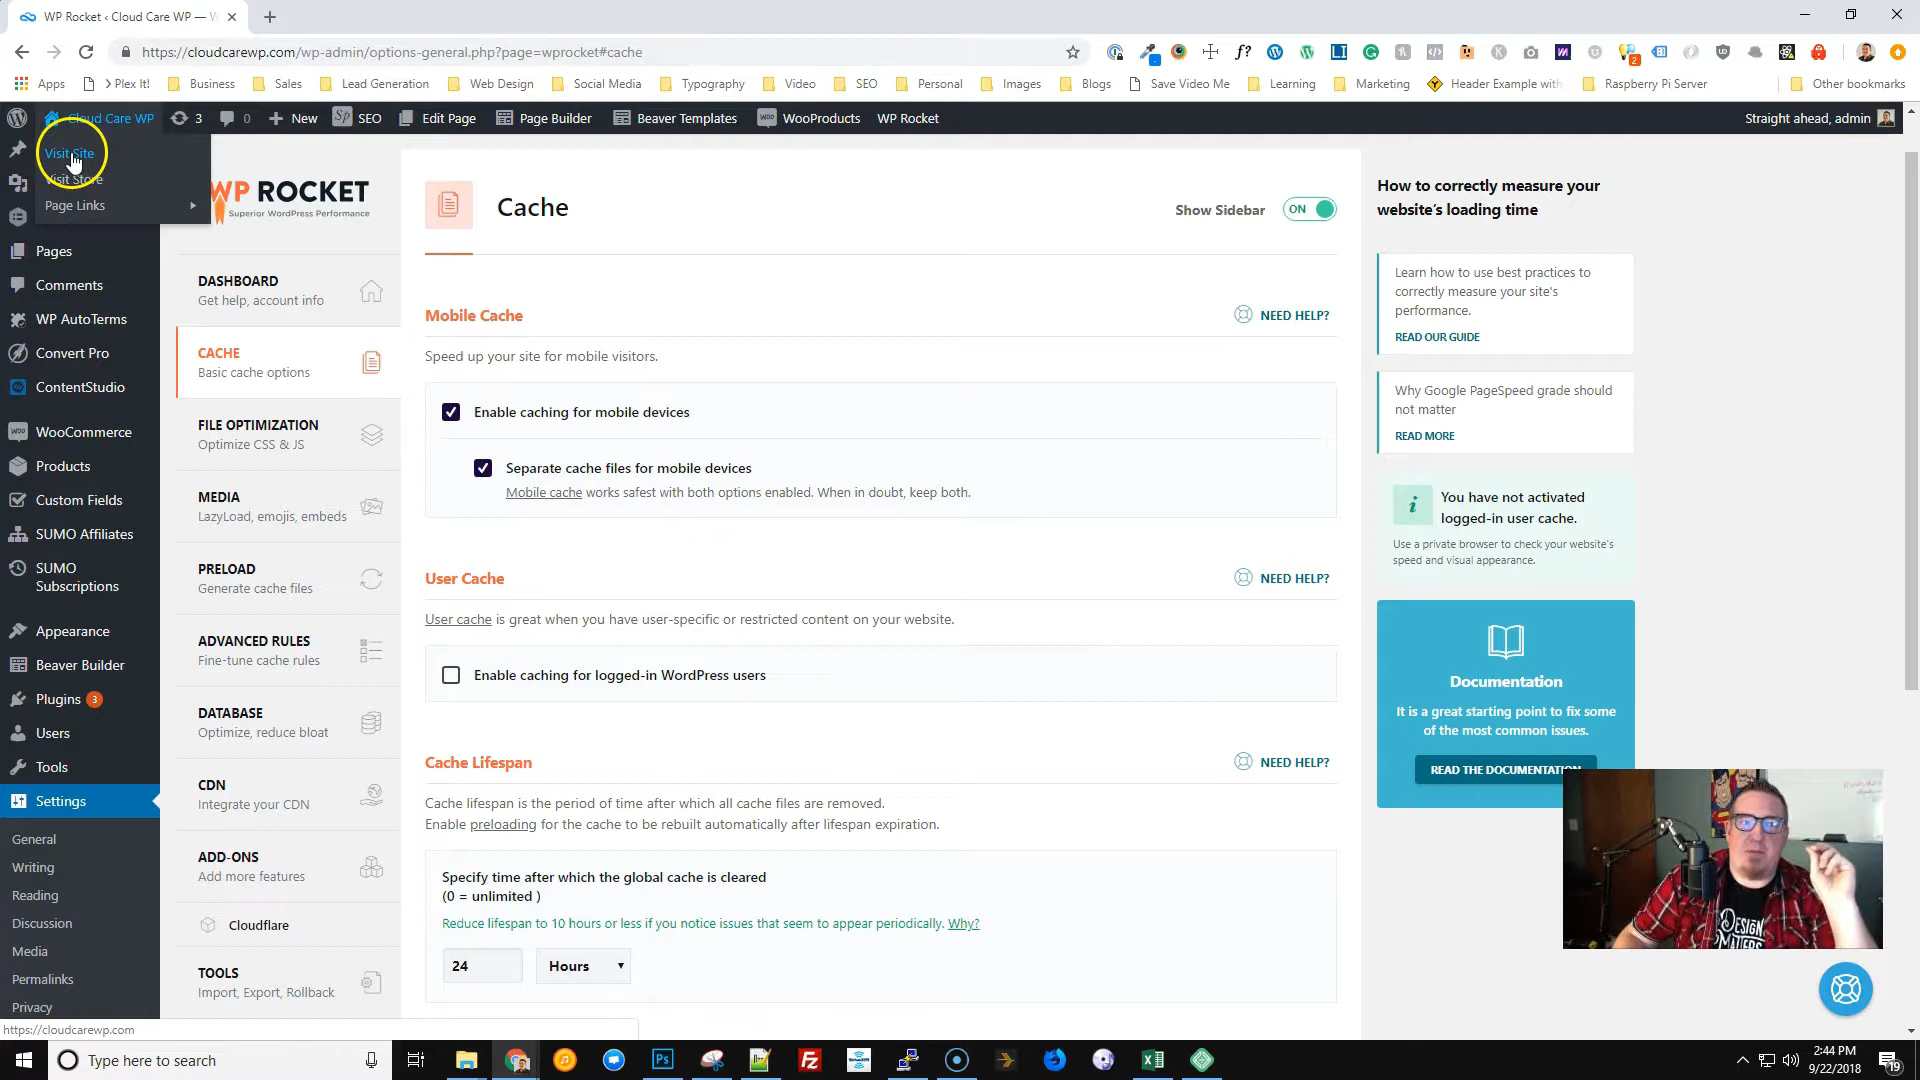 WP Rocket ‹ Cloud Care WP — W
https://cloudcarewp.com/wp-admin/options-general.php?page=wprocket#cache
f?
2
Apps
> Plex It!
Business
Sales
Lead Generation
Web Design
Social Media
Typography
Video
SEO
Personal
Images
Blogs
Save Video Me
Learning
Marketing
Header Example with
Raspberry Pi Server
Other bookmarks
Cloud Care WP
3
0
New
SEO
Edit Page
Page Builder
Beaver Templates
WooProducts
WP Rocket
Straight ahead, admin
Visit Site
Visit Store
Page Links
Pages
Comments
WP AutoTerms
Convert Pro
ContentStudio
WooCommerce
Products
Custom Fields
SUMO Affiliates
SUMO
Subscriptions
Appearance
Beaver Builder
Plugins 3
Users
Tools
Settings
General
Writing
Reading
Discussion
Media
Permalinks
Privacy
WP ROCKET
Superior WordPress Performance
DASHBOARD
Get help, account info
CACHE
Basic cache options
FILE OPTIMIZATION
Optimize CSS & JS
MEDIA
LazyLoad, emojis, embeds
PRELOAD
Generate cache files
ADVANCED RULES
Fine-tune cache rules
DATABASE
Optimize, reduce bloat
CDN
Integrate your CDN
ADD-ONS
Add more features
Cloudflare
TOOLS
Import, Export, Rollback
Cache
Show Sidebar
ON
Mobile Cache
NEED HELP?
Speed up your site for mobile visitors.
Enable caching for mobile devices
Separate cache files for mobile devices
Mobile cache works safest with both options enabled. When in doubt, keep both.
User Cache
NEED HELP?
User cache is great when you have user-specific or restricted content on your website.
Enable caching for logged-in WordPress users
Cache Lifespan
NEED HELP?
Cache lifespan is the period of time after which all cache files are removed.
Enable preloading for the cache to be rebuilt automatically after lifespan expiration.
Specify time after which the global cache is cleared
(0 = unlimited )
Reduce lifespan to 10 hours or less if you notice issues that seem to appear periodically. Why?
24
Hours
How to correctly measure your
website´s loading time
Learn how to use best practices to
correctly measure your site's
performance.
READ OUR GUIDE
Why Google PageSpeed grade should
not matter
READ MORE
You have not activated
logged-in user cache.
Use a private browser to check your website's
speed and visual appearance.
Documentation
It is a great starting point to fix some
of the most common issues.
READ THE DOCUMENTATION
DESIGN
MATTERS
https://cloudcarewp.com
Type here to search
Ps
Fz
2:44 PM
9/22/2018
19